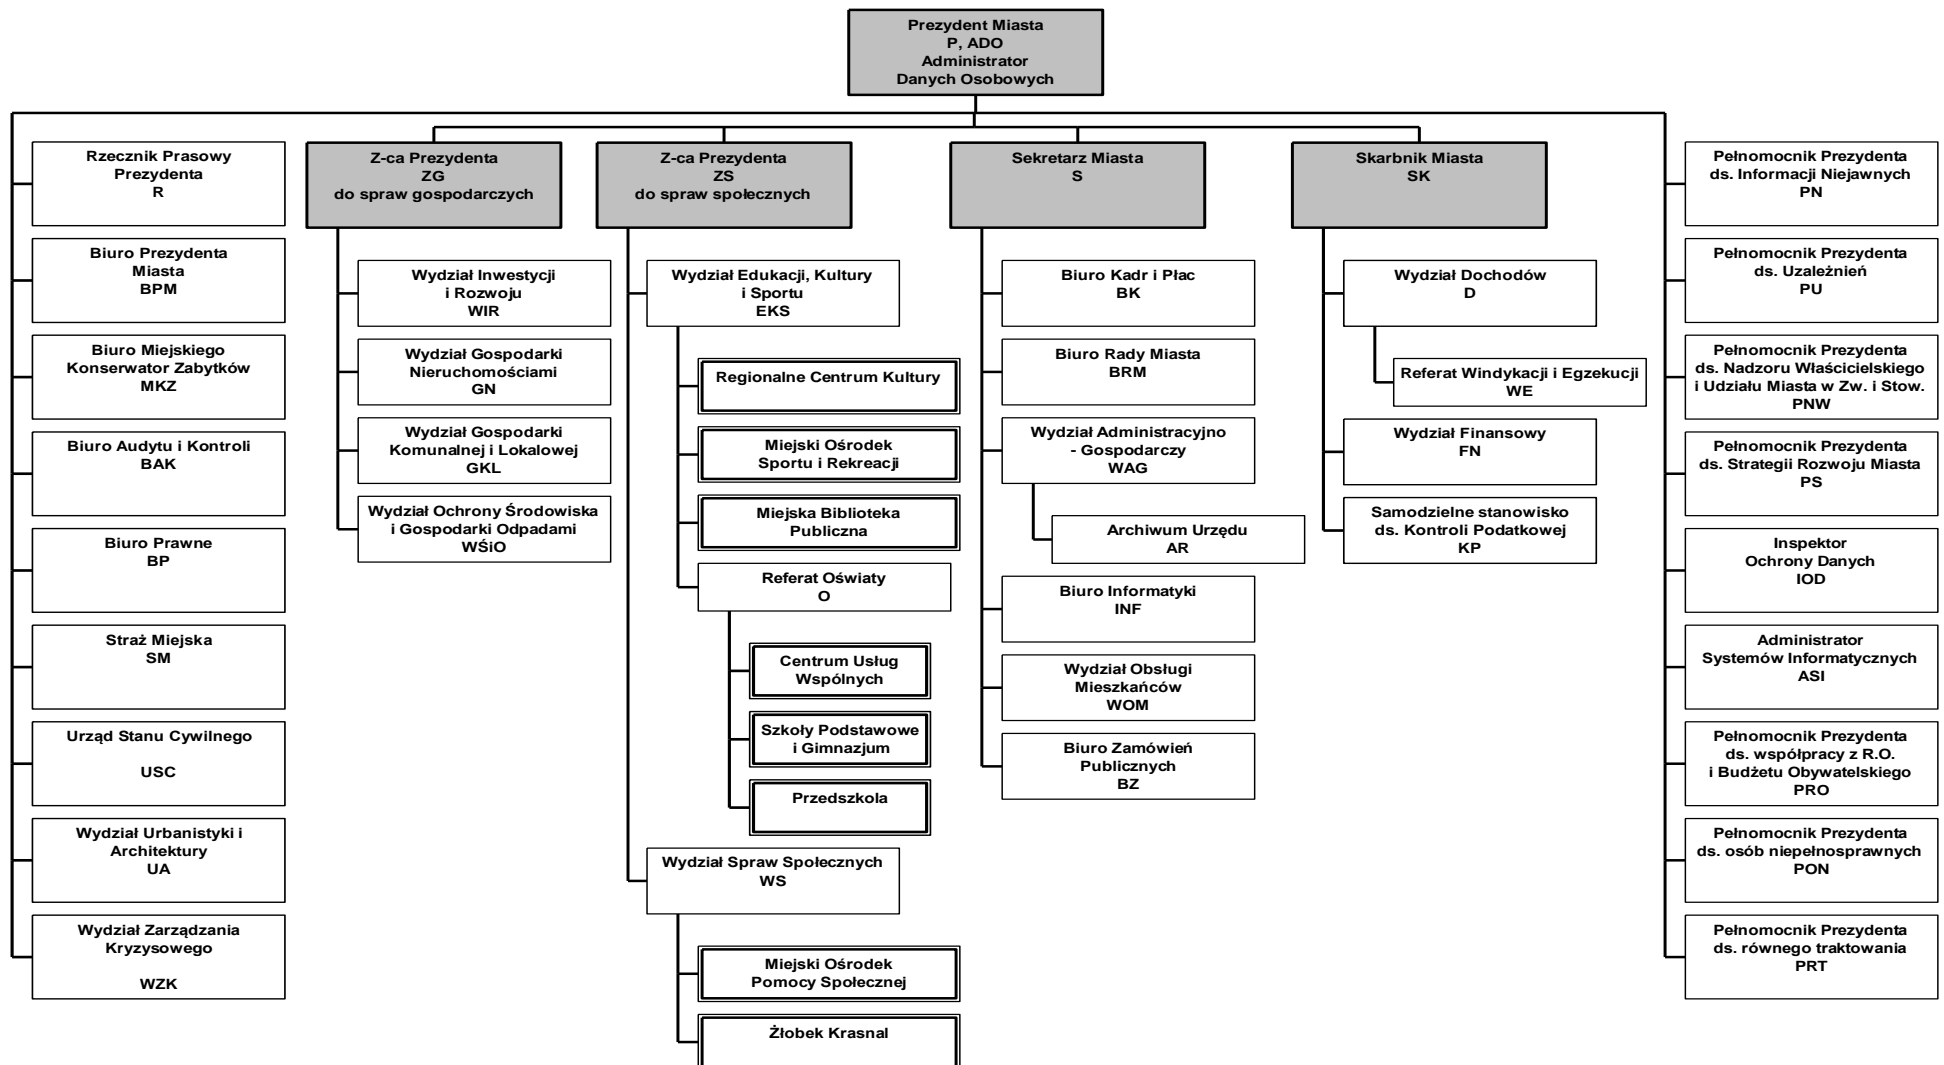 Prezydent Miasta
P, ADO
Administrator
Danych Osobowych
Rzecznik Prasowy
Prezydenta
R
Biuro Prezydenta
Miasta
BPM
Biuro Miejskiego
Konserwator Zabytków
MKZ
Biuro Audytu i Kontroli
BAK
Biuro Prawne
BP
Straż Miejska
SM
Urząd Stanu Cywilnego
USC
Wydział Urbanistyki i
Architektury
UA
Wydział Zarządzania
Kryzysowego
WZK
Z-ca Prezydenta
ZG
do spraw gospodarczych
Wydział Inwestycji
i Rozwoju
WIR
Wydział Gospodarki
Nieruchomościami
GN
Wydział Gospodarki
Komunalnej i Lokalowej
GKL
Wydział Ochrony Środowiska
i Gospodarki Odpadami
WŚiO
Z-ca Prezydenta
ZS
do spraw społecznych
Wydział Edukacji, Kultury
i Sportu
EKS
Regionalne Centrum Kultury
Miejski Ośrodek
Sportu i Rekreacji
Miejska Biblioteka
Publiczna
Referat Oświaty
O
Centrum Usług
Wspólnych
Szkoły Podstawowe
i Gimnazjum
Przedszkola
Wydział Spraw Społecznych
WS
Miejski Ośrodek
Pomocy Społecznej
Żłobek Krasnal
Sekretarz Miasta
S
Biuro Kadr i Płac
BK
Biuro Rady Miasta
BRM
Wydział Administracyjno
- Gospodarczy
WAG
Archiwum Urzędu
AR
Biuro Informatyki
INF
Wydział Obsługi
Mieszkańców
WOM
Biuro Zamówień
Publicznych
BZ
Skarbnik Miasta
SK
Wydział Dochodów
D
Referat Windykacji i Egzekucji
WE
Wydział Finansowy
FN
Samodzielne stanowisko
ds. Kontroli Podatkowej
KP
Pełnomocnik Prezydenta
ds. Informacji Niejawnych
PN
Pełnomocnik Prezydenta
ds. Uzależnień
PU
Pełnomocnik Prezydenta
ds. Nadzoru Właścicielskiego
i Udziału Miasta w Zw. i Stow.
PNW
Pełnomocnik Prezydenta
ds. Strategii Rozwoju Miasta
PS
Inspektor
Ochrony Danych
IOD
Administrator
Systemów Informatycznych
ASI
Pełnomocnik Prezydenta
ds. współpracy z R.O.
i Budżetu Obywatelskiego
PRO
Pełnomocnik Prezydenta
ds. osób niepełnosprawnych
PON
Pełnomocnik Prezydenta
ds. równego traktowania
PRT